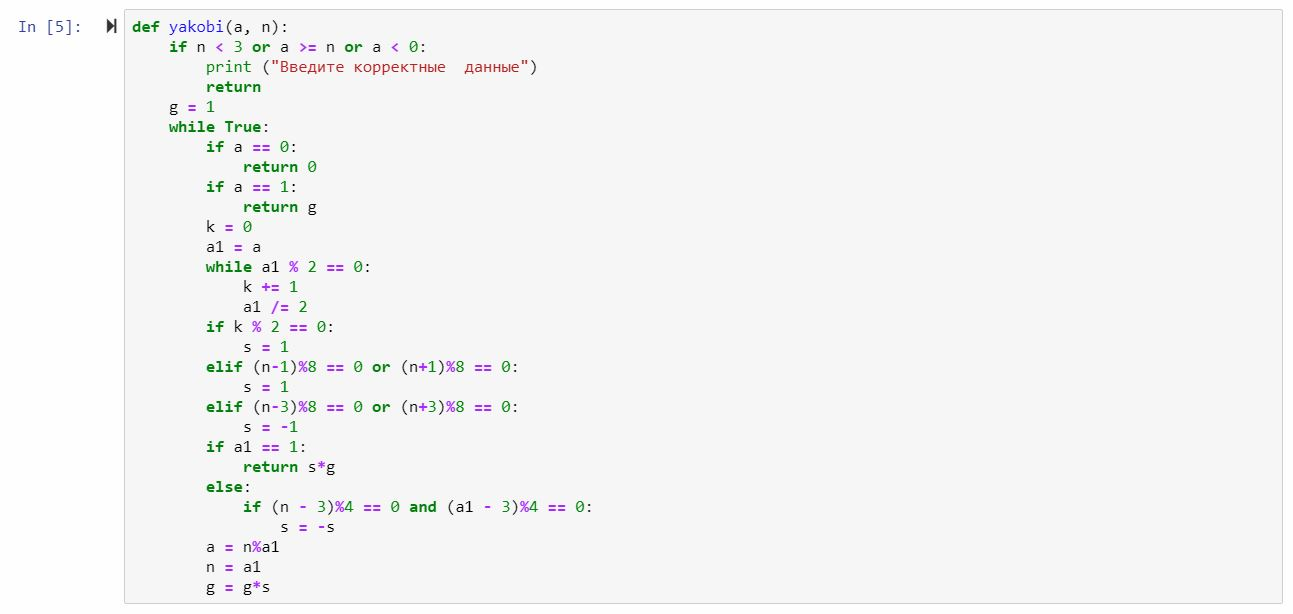 In [5]: def yakobi(a, n):
    if n < 3 or a >= n or a < 0:
        print ("Введите корректные  данные")
        return
    g = 1
    while True:
        if a == 0:
            return 0
        if a == 1:
            return g
        k = 0
        a1 = a
        while a1 % 2 == 0:
            k += 1
            a1 /= 2
        if k % 2 == 0:
            s = 1
        elif (n-1)%8 == 0 or (n+1)%8 == 0:
            s = 1
        elif (n-3)%8 == 0 or (n+3)%8 == 0:
            s = -1
        if a1 == 1:
            return s*g
        else:
            if (n - 3)%4 == 0 and (a1 - 3)%4 == 0:
                s = -s
        a = n%a1
        n = a1
        g = g*s